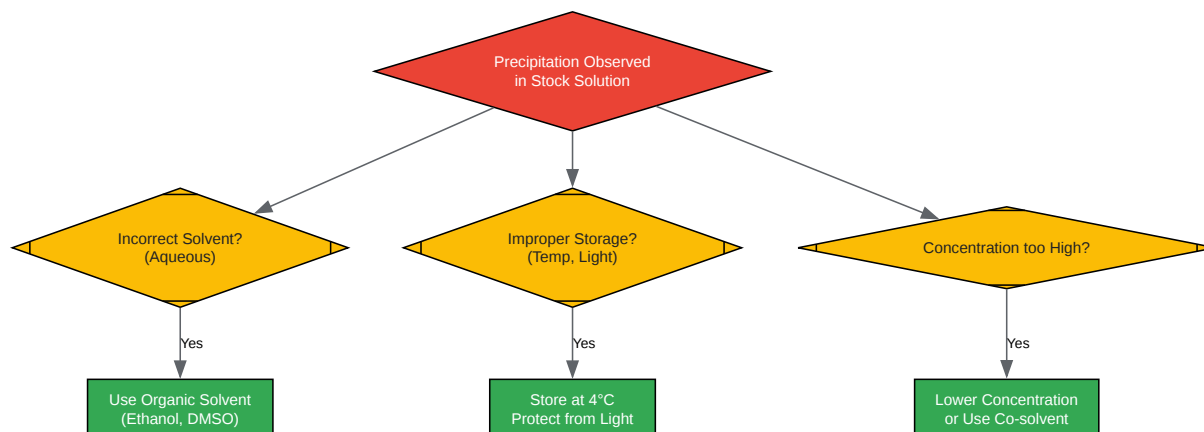 Precipitation Observed
in Stock Solution
Incorrect Solvent?
(Aqueous)
Improper Storage?
(Temp, Light)
Concentration too High?
Yes
Yes
Yes
Use Organic Solvent
(Ethanol, DMSO)
Store at 4°C
Protect from Light
Lower Concentration
or Use Co-solvent